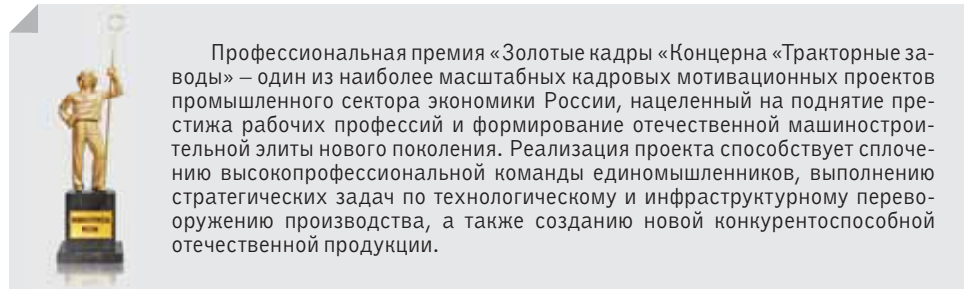 Профессиональная премия «Золотые кадры «Концерна «Тракторные за-
воды» – один из наиболее масштабных кадровых мотивационных проектов
промышленного сектора экономики России, нацеленный на поднятие пре-
стижа рабочих профессий и формирование отечественной машинострои-
тельной элиты нового поколения. Реализация проекта способствует сплоче-
нию высокопрофессиональной команды единомышленников, выполнению
стратегических задач по технологическому и инфраструктурному перево-
оружению производства, а также созданию новой конкурентоспособной
отечественной продукции.